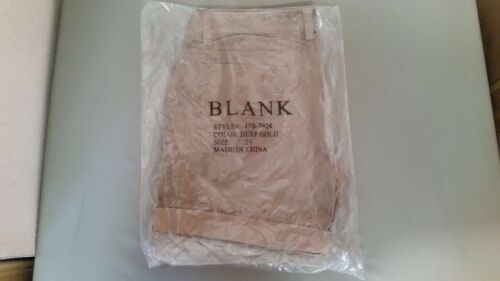 BLANK
STYLE#: 15B-7924
COLOR: DEEP GOLD
SIZE: 29
MADE IN CHINA